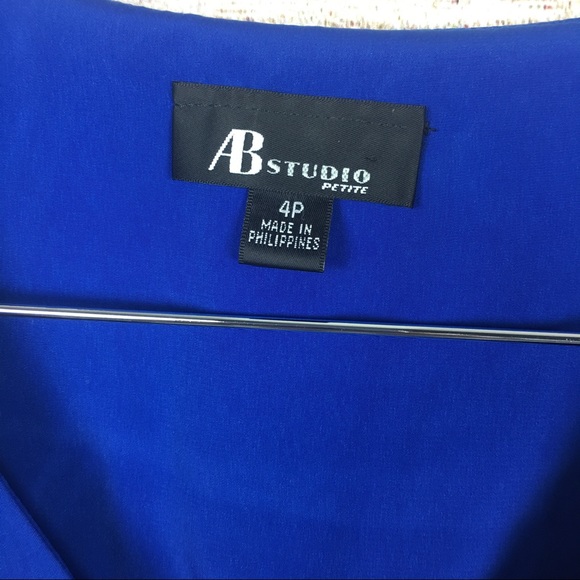 AB STUDIO
PETITE
4P
MADE IN
PHILIPPINES